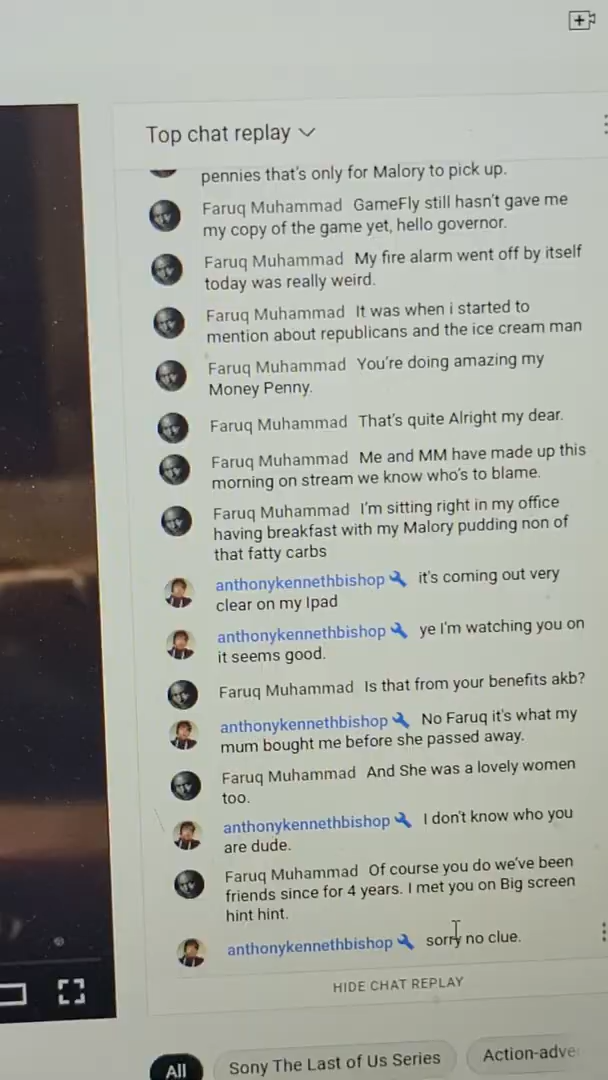 Top chat replay
pennies that's only for Malory to pick up.
Faruq Muhammad GameFly still hasn't gave me
my copy of the game yet, hello governor.
Faruq Muhammad My fire alarm went off by itself
today was really weird.
Faruq Muhammad It was when i started to
mention about republicans and the ice cream man
Faruq Muhammad You're doing amazing my
Money Penny.
Faruq Muhammad That's quite Alright my dear.
Faruq Muhammad Me and MM have made up this
morning on stream we know who's to blame.
Faruq Muhammad I'm sitting right in my office
having breakfast with my Malory pudding non of
that fatty carbs
anthonykennethbishop it's coming out very
clear on my Ipad
anthonykennethbishop ye I'm watching you on
it seems good.
Faruq Muhammad Is that from your benefits akb?
anthonykennethbishop No Faruq it's what my
mum bought me before she passed away.
Faruq Muhammad And She was a lovely women
too.
anthonykennethbishop I don't know who you
are dude.
Faruq Muhammad Of course you do we've been
friends since for 4 years. I met you on Big screen
hint hint.
anthonykennethbishop sorry no clue.
HIDE CHAT REPLAY
All Sony The Last of Us Series Action-adve